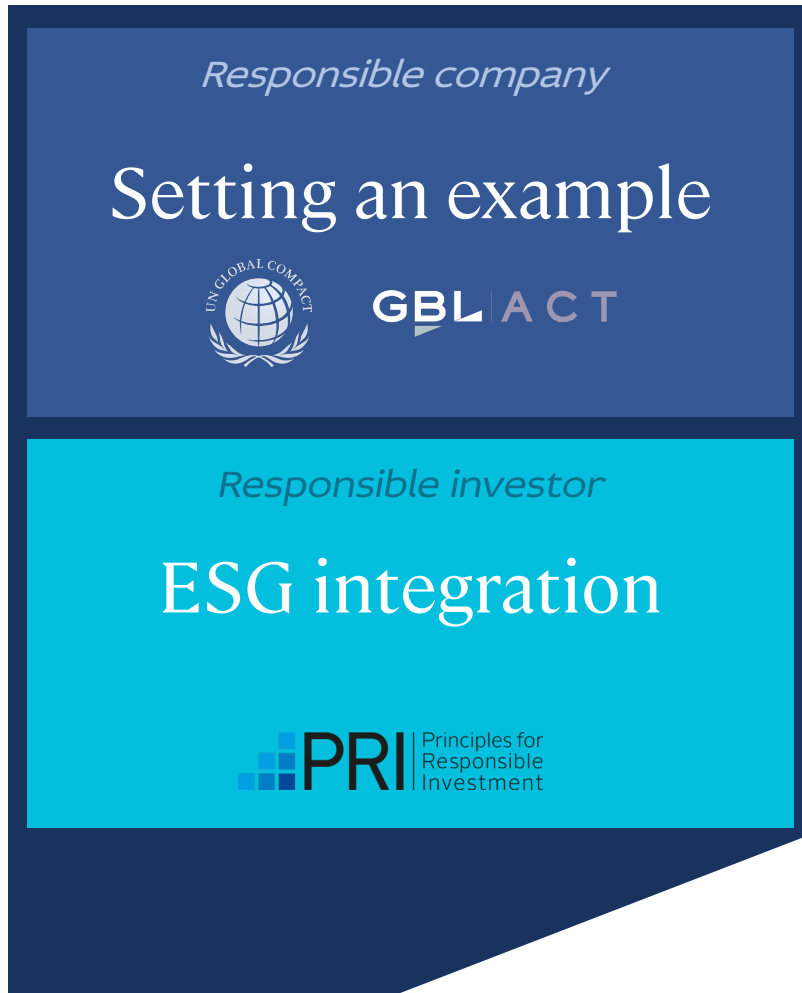 Responsible company
Setting an example
UN GLOBAL COMPACT
GBL ACT
Responsible investor
ESG integration
PRI
Principles for
Responsible
Investment